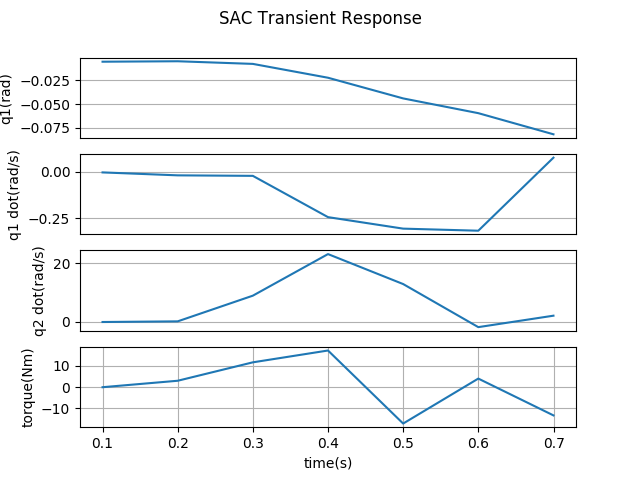 SAC Transient Response
q1(rad)
−0.025
−0.050
−0.075
q1 dot(rad/s)
0.00
−0.25
q2 dot(rad/s)
20
0
torque(Nm)
10
0
−10
0.1 0.2 0.3 0.4 0.5 0.6 0.7
time(s)